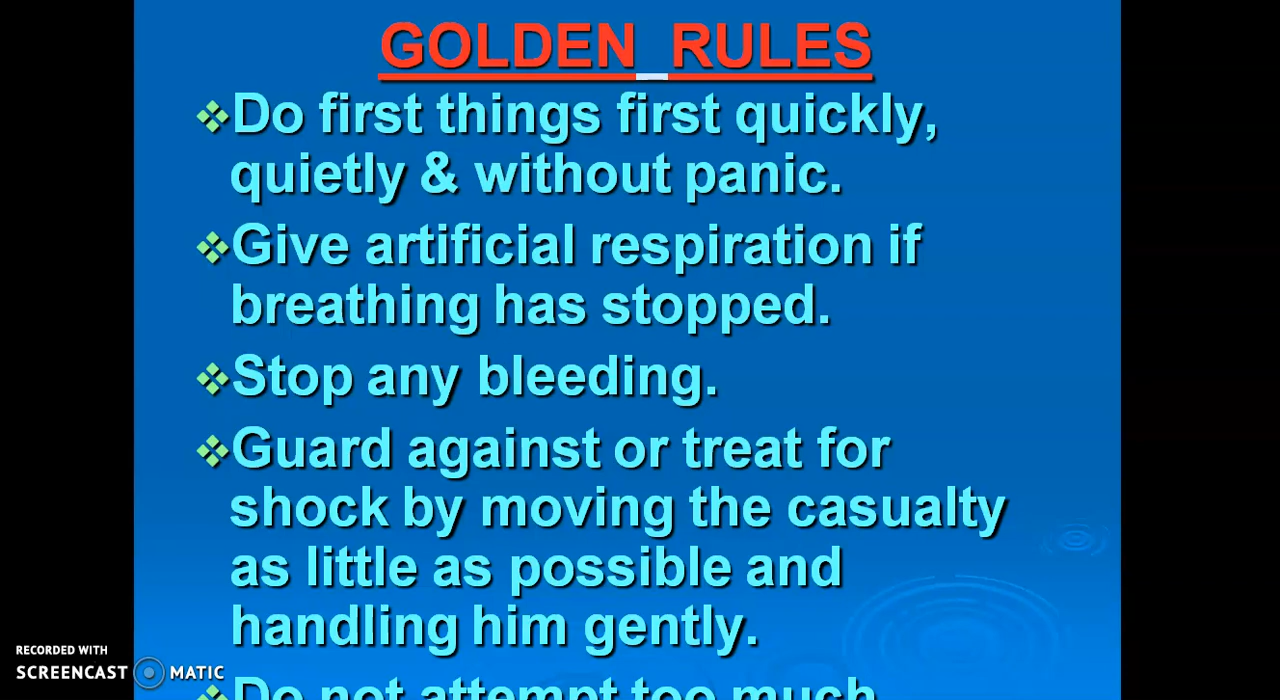 GOLDEN RULES
❖Do first things first quickly,
quietly & without panic.
❖Give artificial respiration if
breathing has stopped.
❖Stop any bleeding.
❖Guard against or treat for
shock by moving the casualty
as little as possible and
handling him gently.
❖Do not attempt too much
RECORDED WITH
SCREENCAST MATIC